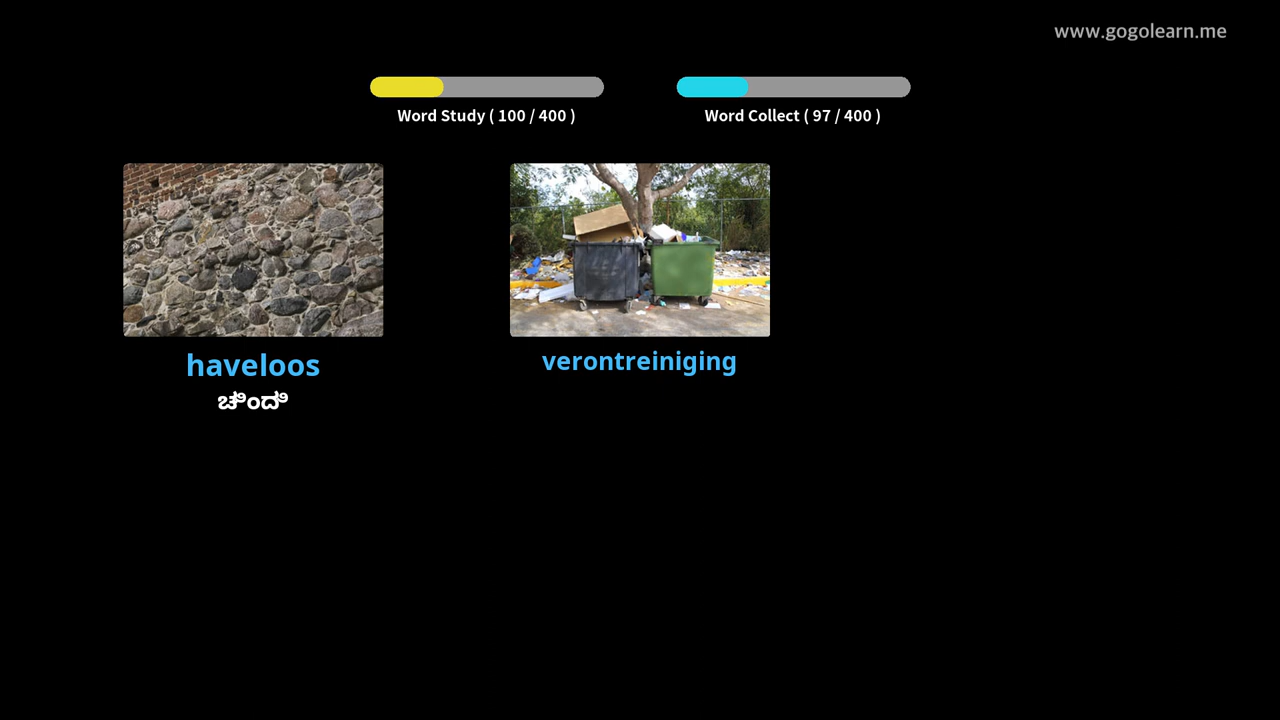 www.gogolearn.me
Word Study ( 100 / 400 )
Word Collect ( 97 / 400 )
haveloos
verontreiniging
ಚಿಂದಿ